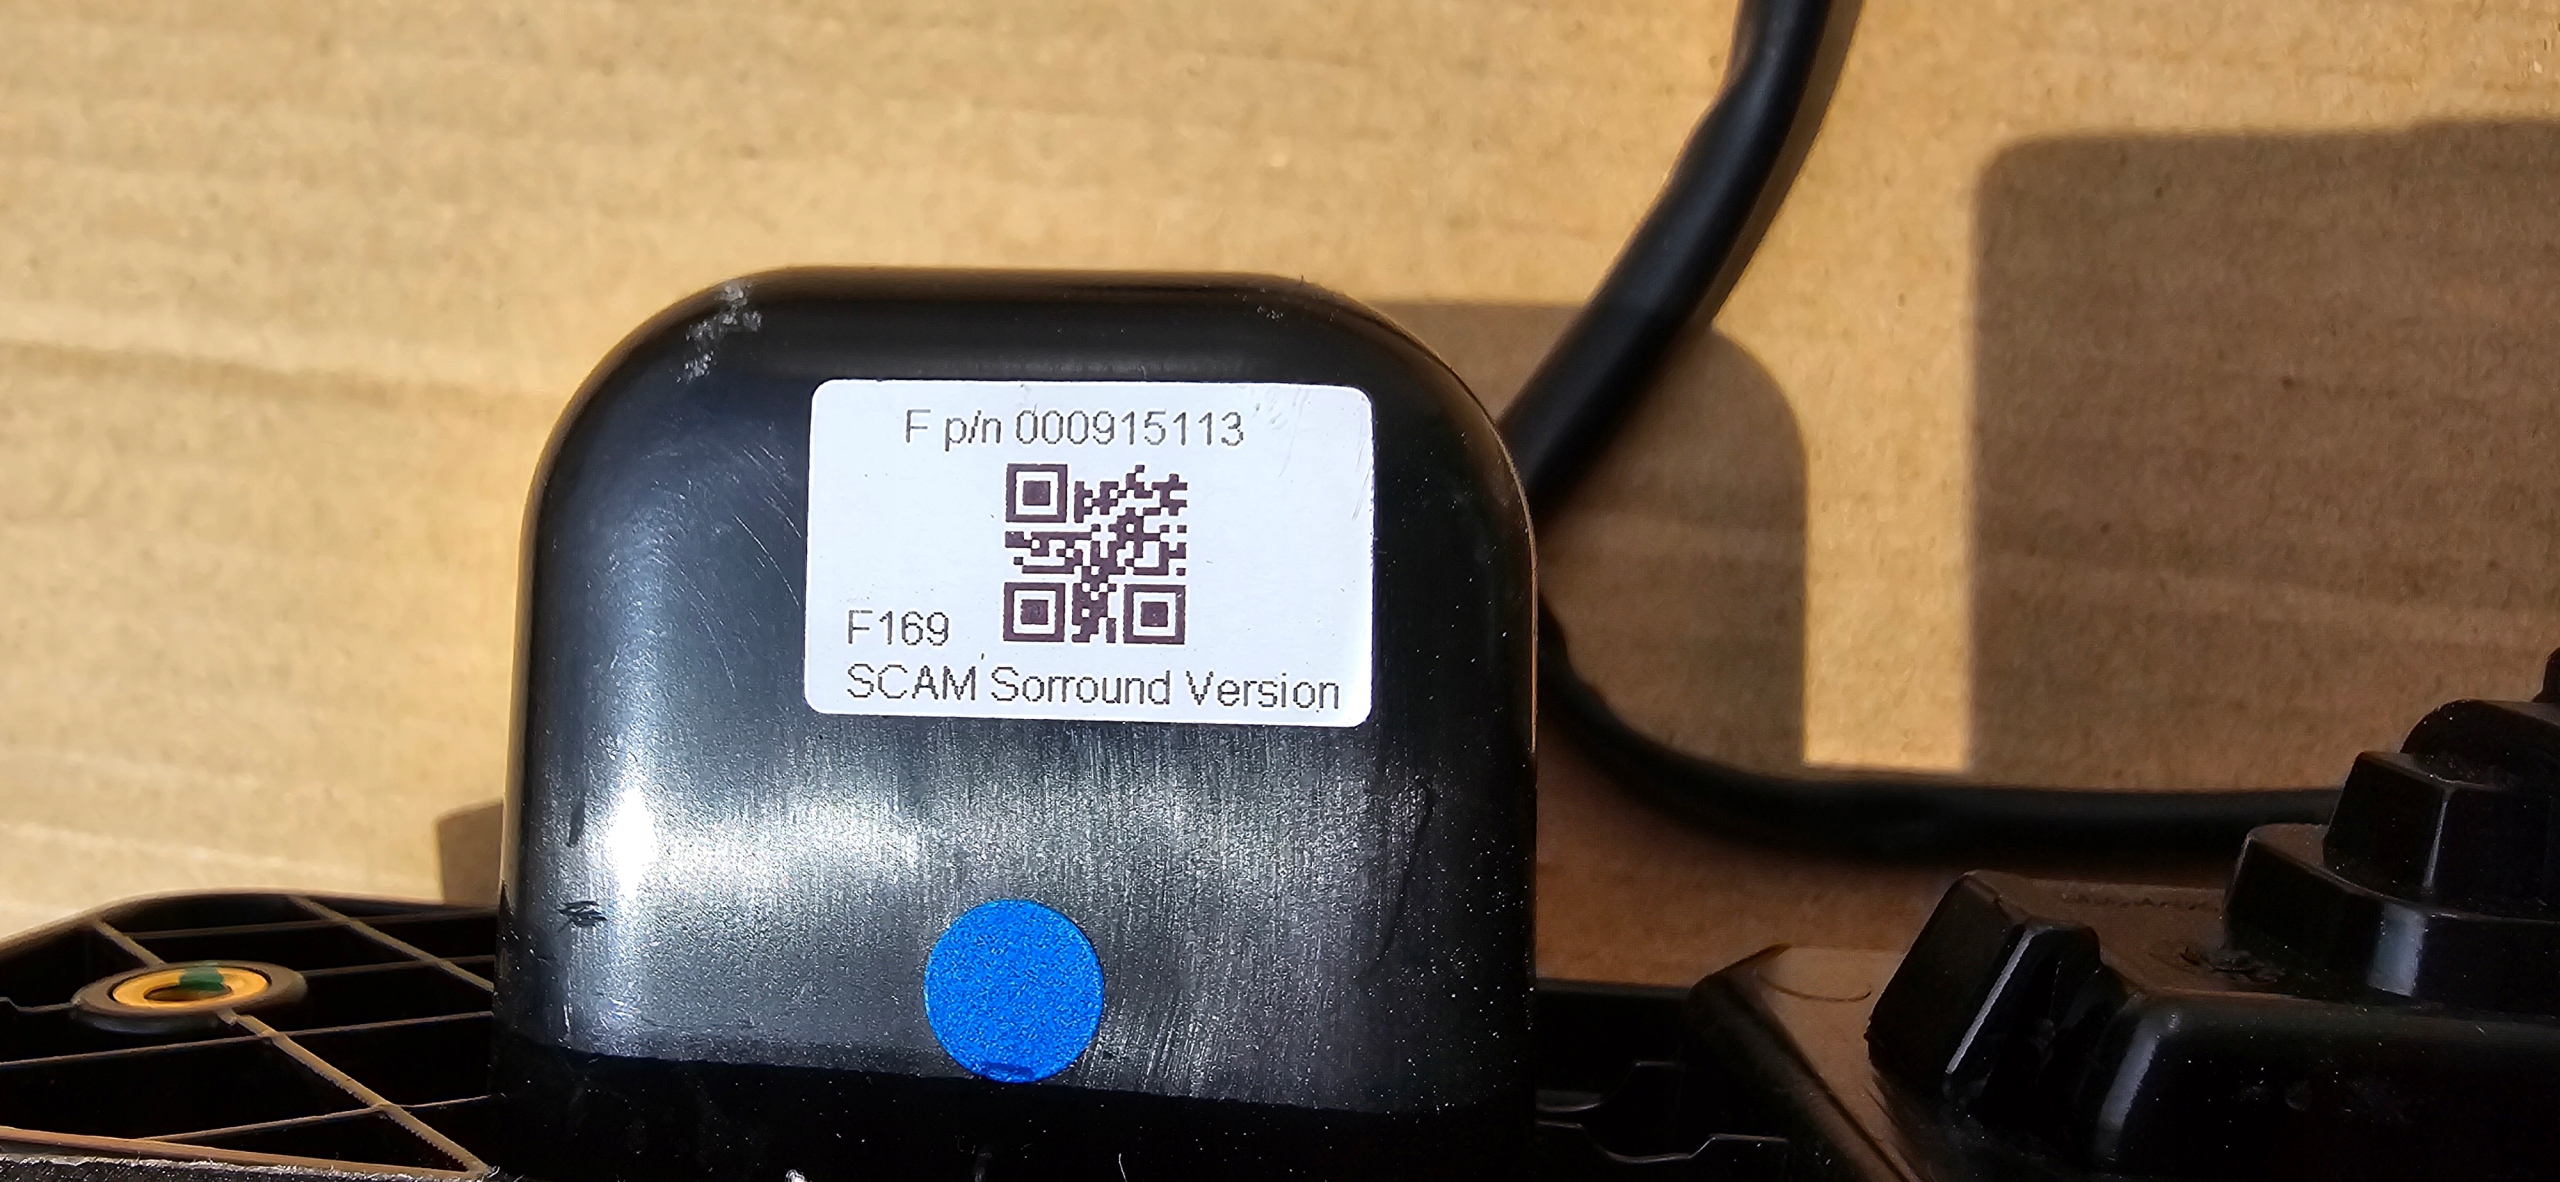 F p/n 000915113
F169
SCAM Sorround Version